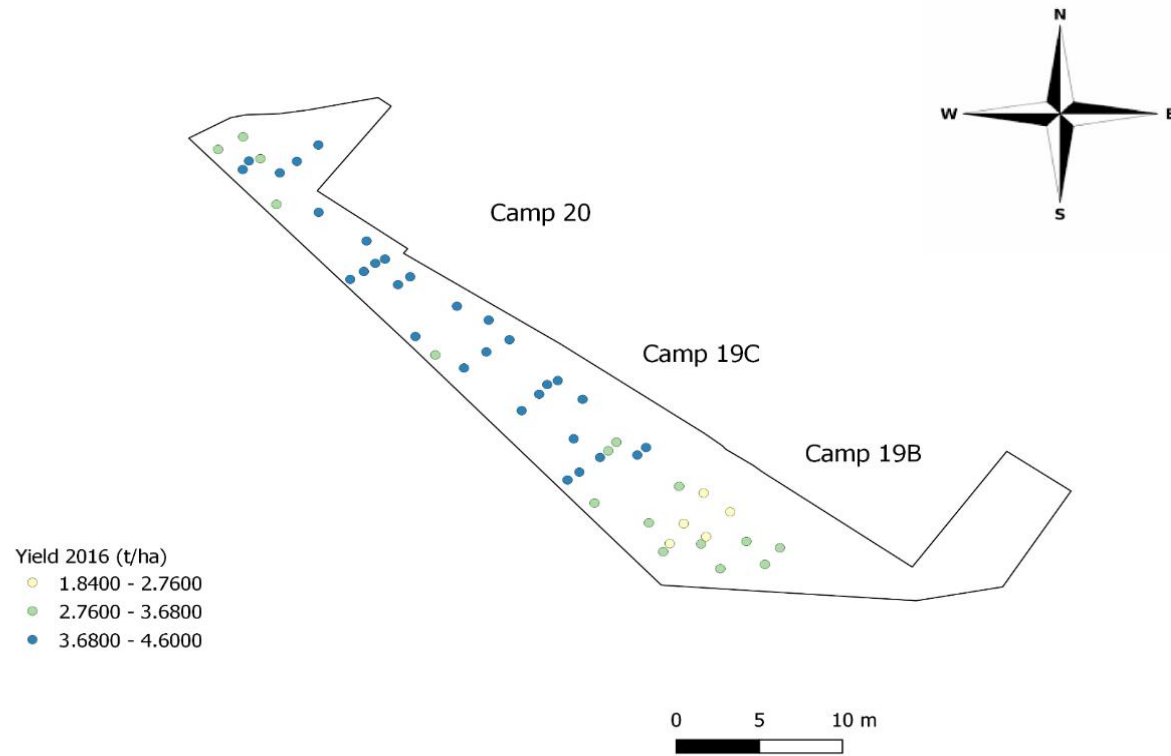 N
W
E
S
Camp 20
Camp 19C
Camp 19B
Yield 2016 (t/ha)
1.8400 - 2.7600
2.7600 - 3.6800
3.6800 - 4.6000
0 5 10 m